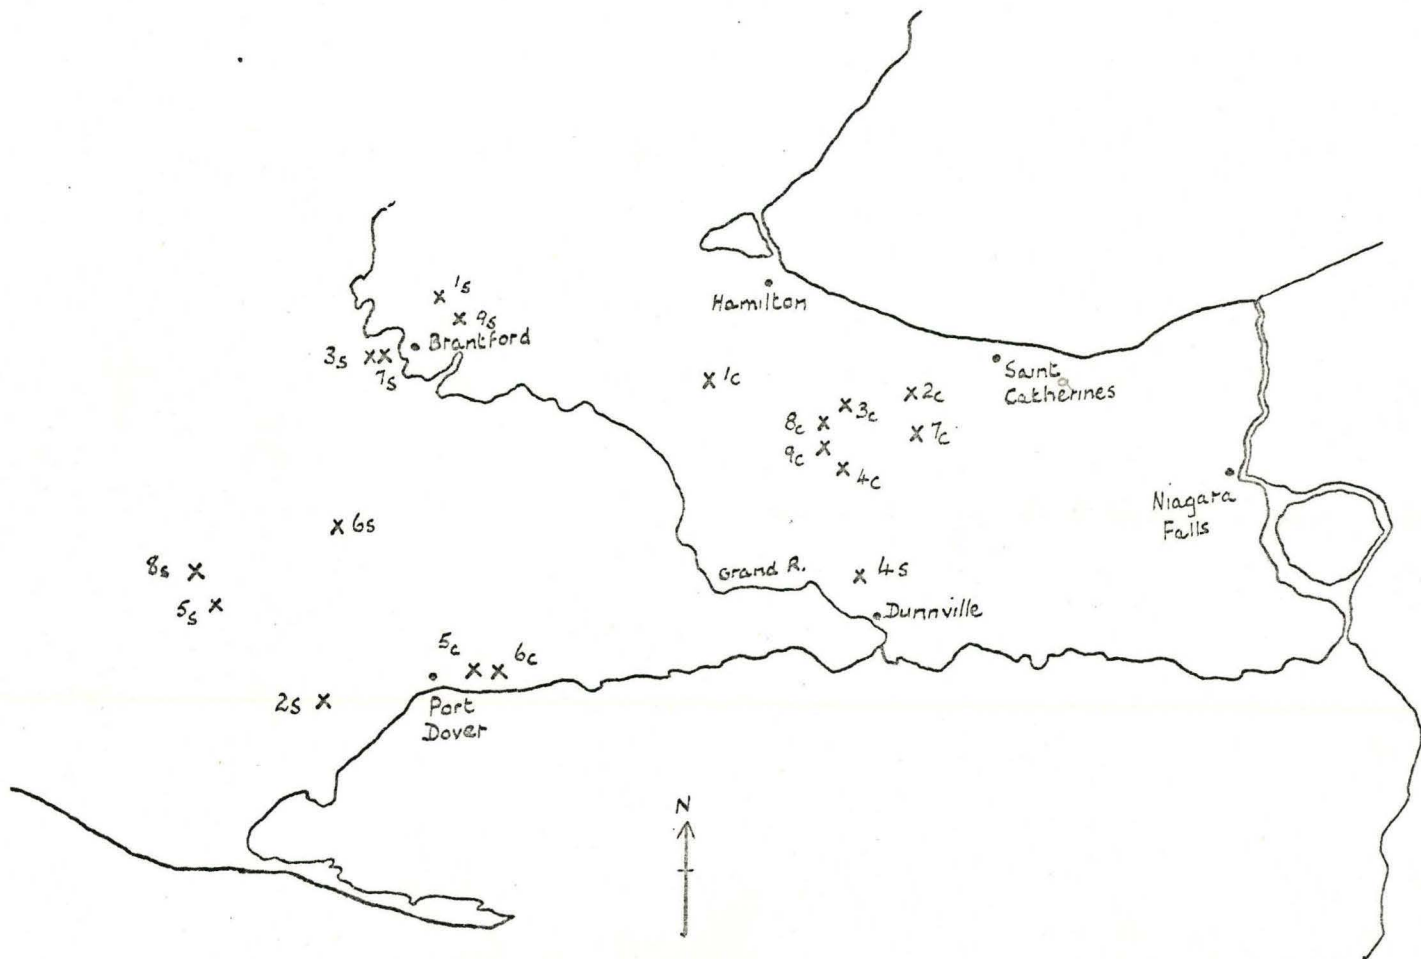 1s
9s
Hamilton
Brantford
3s
7s
Saint
Catherines
1c
2c
3c
8c
7c
9c
4c
Niagara
Falls
6s
8s
5s
Grand R.
4s
Dunnville
5c
6c
2s
Port
Dover
N